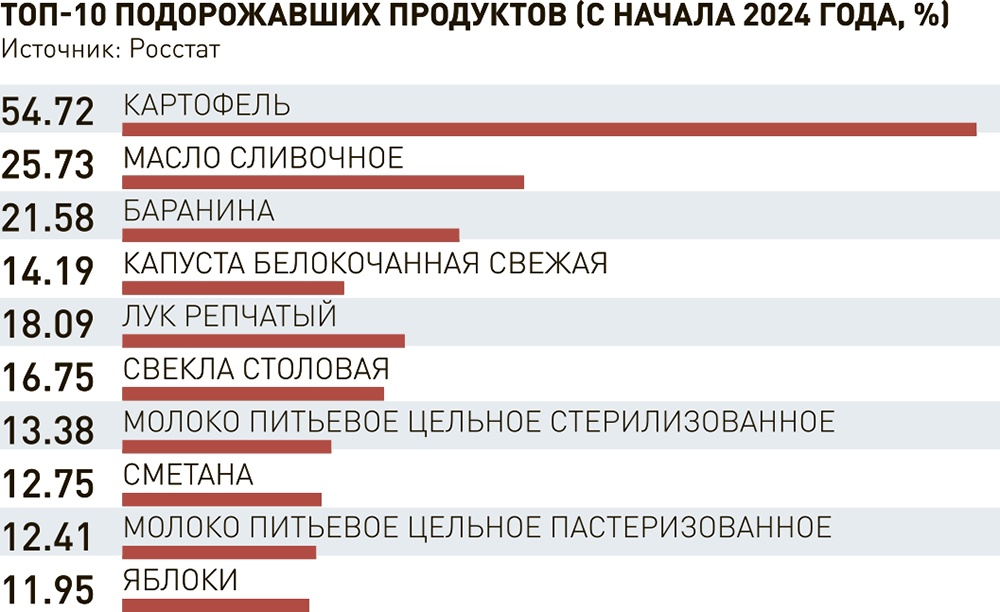 ТОП-10 ПОДОРОЖАВШИХ ПРОДУКТОВ (С НАЧАЛА 2024 ГОДА, %)
Источник: Росстат
54.72 КАРТОФЕЛЬ
25.73 МАСЛО СЛИВОЧНОЕ
21.58 БАРАНИНА
14.19 КАПУСТА БЕЛОКОЧАННАЯ СВЕЖАЯ
18.09 ЛУК РЕПЧАТЫЙ
16.75 СВЕКЛА СТОЛОВАЯ
13.38 МОЛОКО ПИТЬЕВОЕ ЦЕЛЬНОЕ СТЕРИЛИЗОВАННОЕ
12.75 СМЕТАНА
12.41 МОЛОКО ПИТЬЕВОЕ ЦЕЛЬНОЕ ПАСТЕРИЗОВАННОЕ
11.95 ЯБЛОКИ